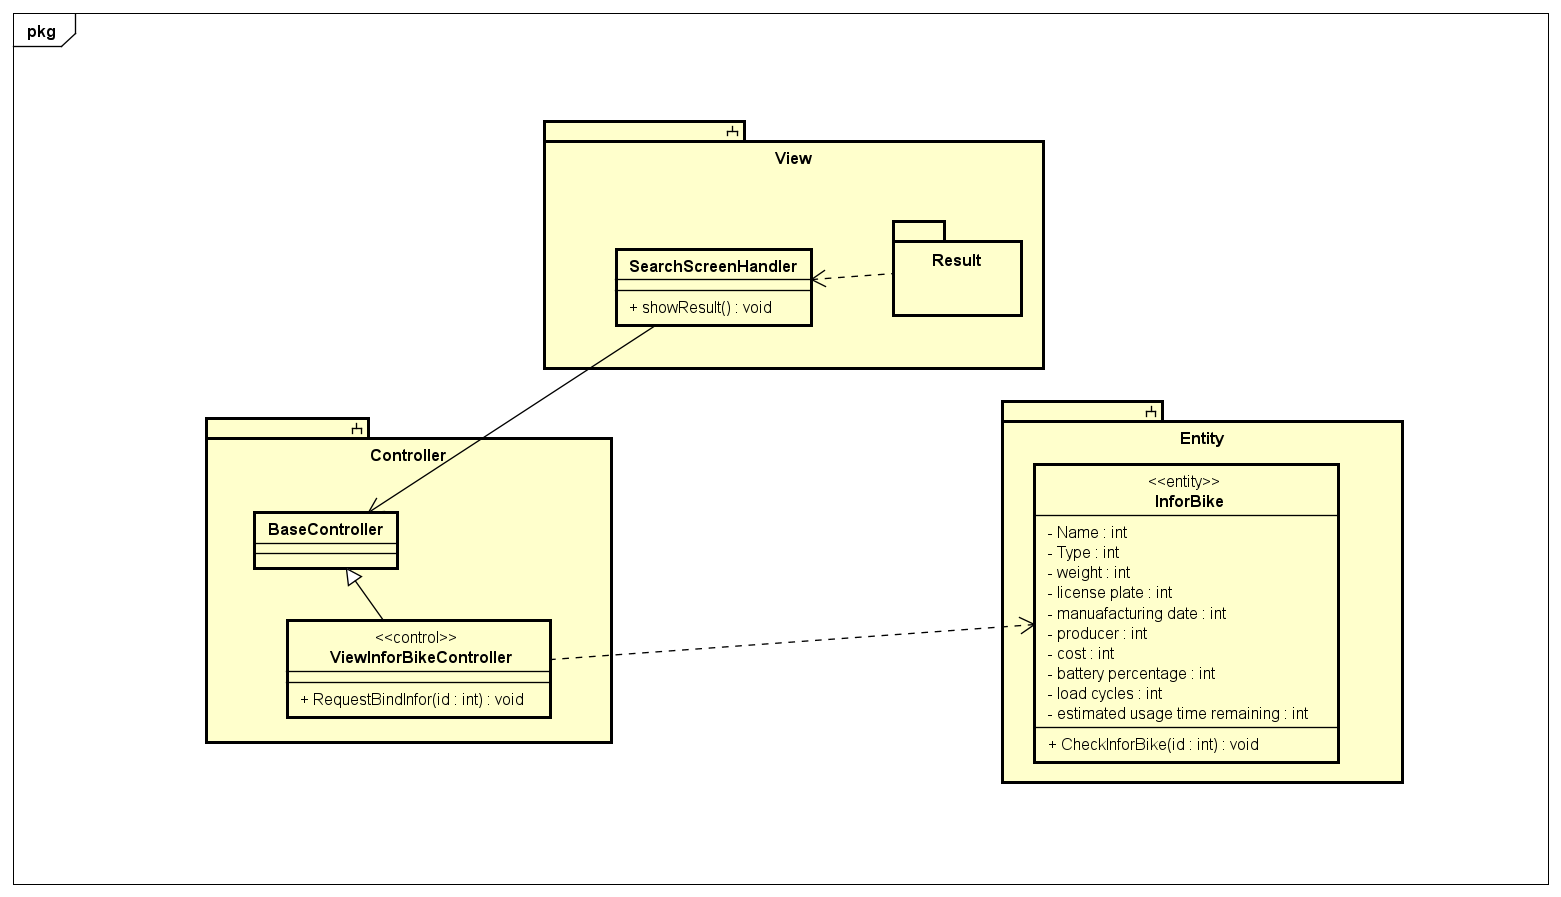 pkg
View
SearchScreenHandler
+ showResult() : void
Result
Controller
BaseController
<<control>>
ViewInforBikeController
+ RequestBindInfor(id : int) : void
Entity
<<entity>>
InforBike
- Name : int
- Type : int
- weight : int
- license plate : int
- manuafacturing date : int
- producer : int
- cost : int
- battery percentage : int
- load cycles : int
- estimated usage time remaining : int
+ CheckInforBike(id : int) : void